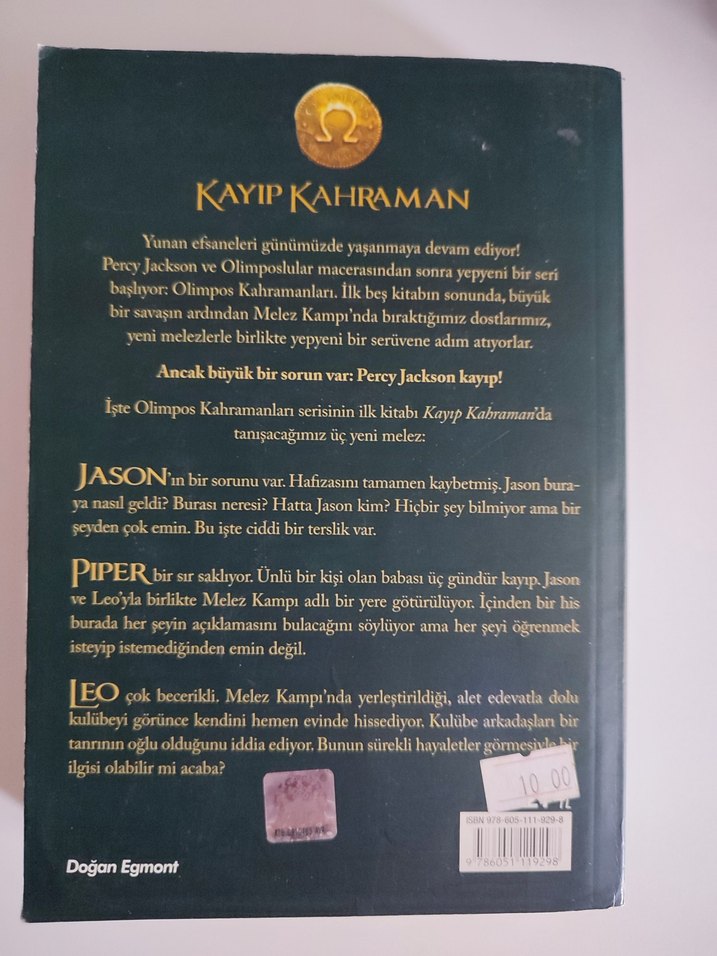 KAYIP KAHRAMAN
Yunan efsaneleri günümüzde yaşanmaya devam ediyor!
Percy Jackson ve Olimposlular macerasından sonra yepyeni bir seri
başlıyor: Olimpos Kahramanları. İlk beş kitabın sonunda, büyük
bir savaşın ardından Melez Kampı'nda bıraktığımız dostlarımız,
yeni melezlerle birlikte yepyeni bir serüvene adım atıyorlar.
Ancak büyük bir sorun var: Percy Jackson kayıp!
İşte Olimpos Kahramanları serisinin ilk kitabı Kayıp Kahraman'da
tanışacağımız üç yeni melez:
JASON'ın bir sorunu var. Hafızasını tamamen kaybetmiş. Jason bura-
ya nasıl geldi? Burası neresi? Hatta Jason kim? Hiçbir şey bilmiyor ama bir
şeyden çok emin. Bu işte ciddi bir terslik var.
PIPER bir sır saklıyor. Ünlü bir kişi olan babası üç gündür kayıp. Jason
ve Leo'yla birlikte Melez Kampı adlı bir yere götürülüyor. İçinden bir his
burada her şeyin açıklamasını bulacağını söylüyor ama her şeyi öğrenmek
isteyip istemediğinden emin değil.
LEO çok becerikli. Melez Kampı'nda yerleştirildiği, alet edevatla dolu
kulübeyi görünce kendini hemen evinde hissediyor. Kulübe arkadaşları bir
tanrının oğlu olduğunu iddia ediyor. Bunun sürekli hayaletler görmesiyle bir
ilgisi olabilir mi acaba?
10 00
ISBN 978-605-111-929-8
9 786051 119298
Doğan Egmont